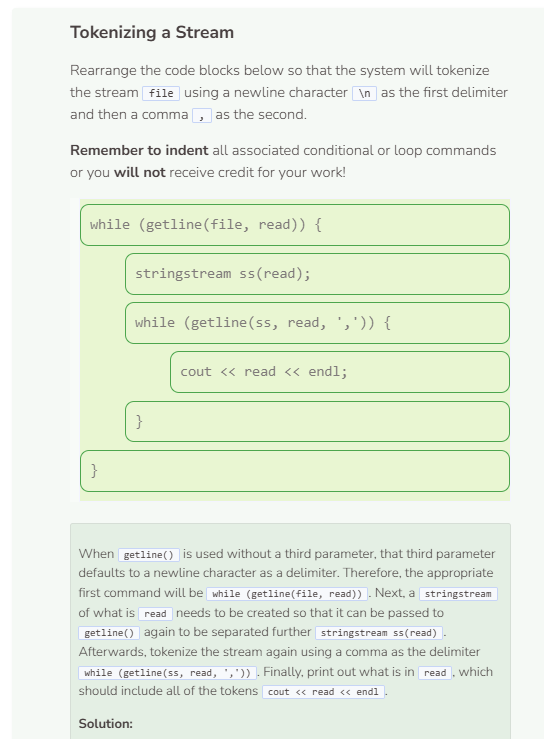 Tokenizing a Stream
Rearrange the code blocks below so that the system will tokenize
the stream file using a newline character \n as the first delimiter
and then a comma , as the second.
Remember to indent all associated conditional or loop commands
or you will not receive credit for your work!
while (getline(file, read)) {
stringstream ss(read);
while (getline(ss, read, ',')) {
cout << read << endl;
}
}
When getline() is used without a third parameter, that third parameter
defaults to a newline character as a delimiter. Therefore, the appropriate
first command will be while (getline(file, read)) . Next, a stringstream
of what is read needs to be created so that it can be passed to
getline() again to be separated further stringstream ss(read) .
Afterwards, tokenize the stream again using a comma as the delimiter
while (getline(ss, read, ',')) . Finally, print out what is in read , which
should include all of the tokens cout << read << endl .
Solution: